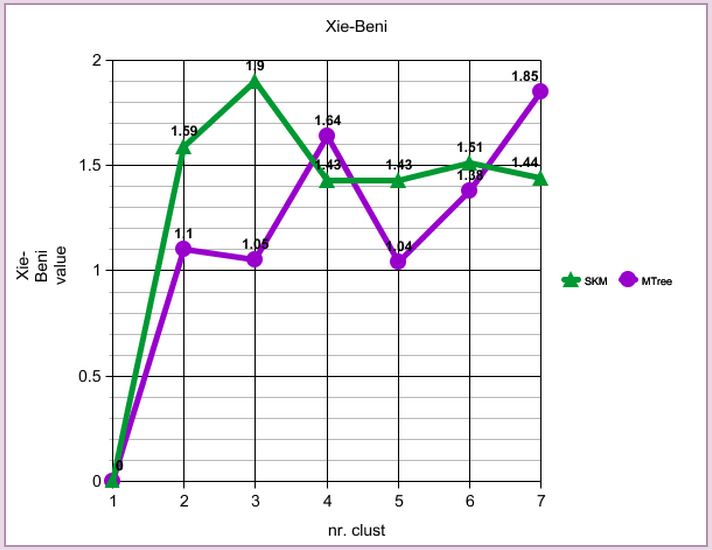 Xie-Beni
2
1.5
1
0.5
0
Xie-
Beni
value
1.9
1.59
1.64
1.43
1.43
1.51
1.38
1.44
1.85
1.1
1.05
1.04
0
1 2 3 4 5 6 7
nr. clust
SKM MTree